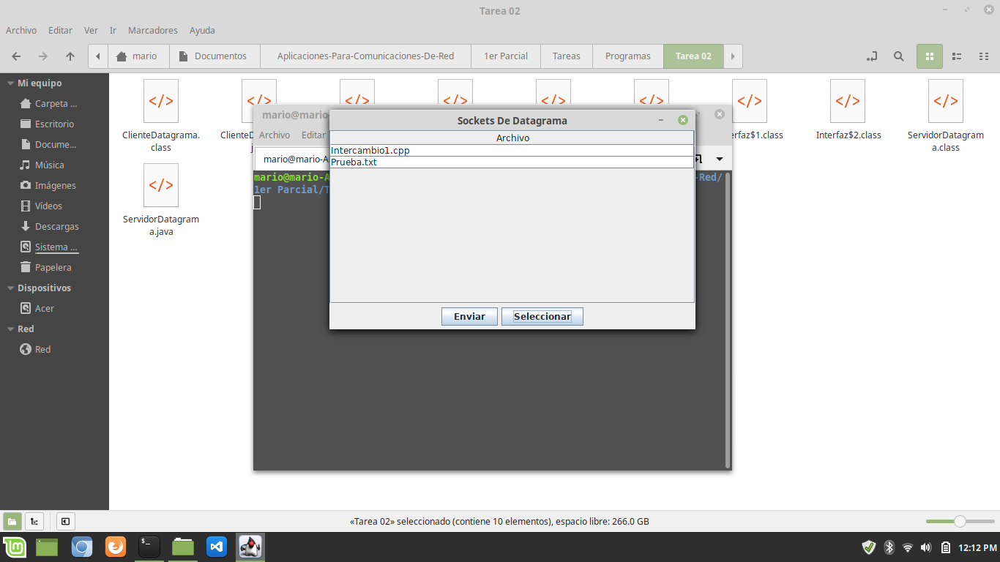 Tarea 02
Archivo Editar Ver Ir Marcadores Ayuda
mario Documentos Aplicaciones-Para-Comunicaciones-De-Red 1er Parcial Tareas Programas Tarea 02
Mi equipo
Carpeta ...
Escritorio
Docume...
Música
Imágenes
Vídeos
Descargas
Sistema ...
Papelera
Dispositivos
Acer
Red
Red
</>
</>
</>
</>
</>
</>
</>
</>
</>
ClienteDatagrama.
class
ClienteD
j
erfaz$1.class
Interfaz$2.class
ServidorDatagram
a.class
</>
ServidorDatagram
a.java
mario@mario-
Archivo Editar
mario@mario-A
mario@mario-A
-Red/
1er Parcial/T
Sockets De Datagrama
Archivo
Intercambio1.cpp
Prueba.txt
Enviar Seleccionar
«Tarea 02» seleccionado (contiene 10 elementos), espacio libre: 266.0 GB
12:12 PM